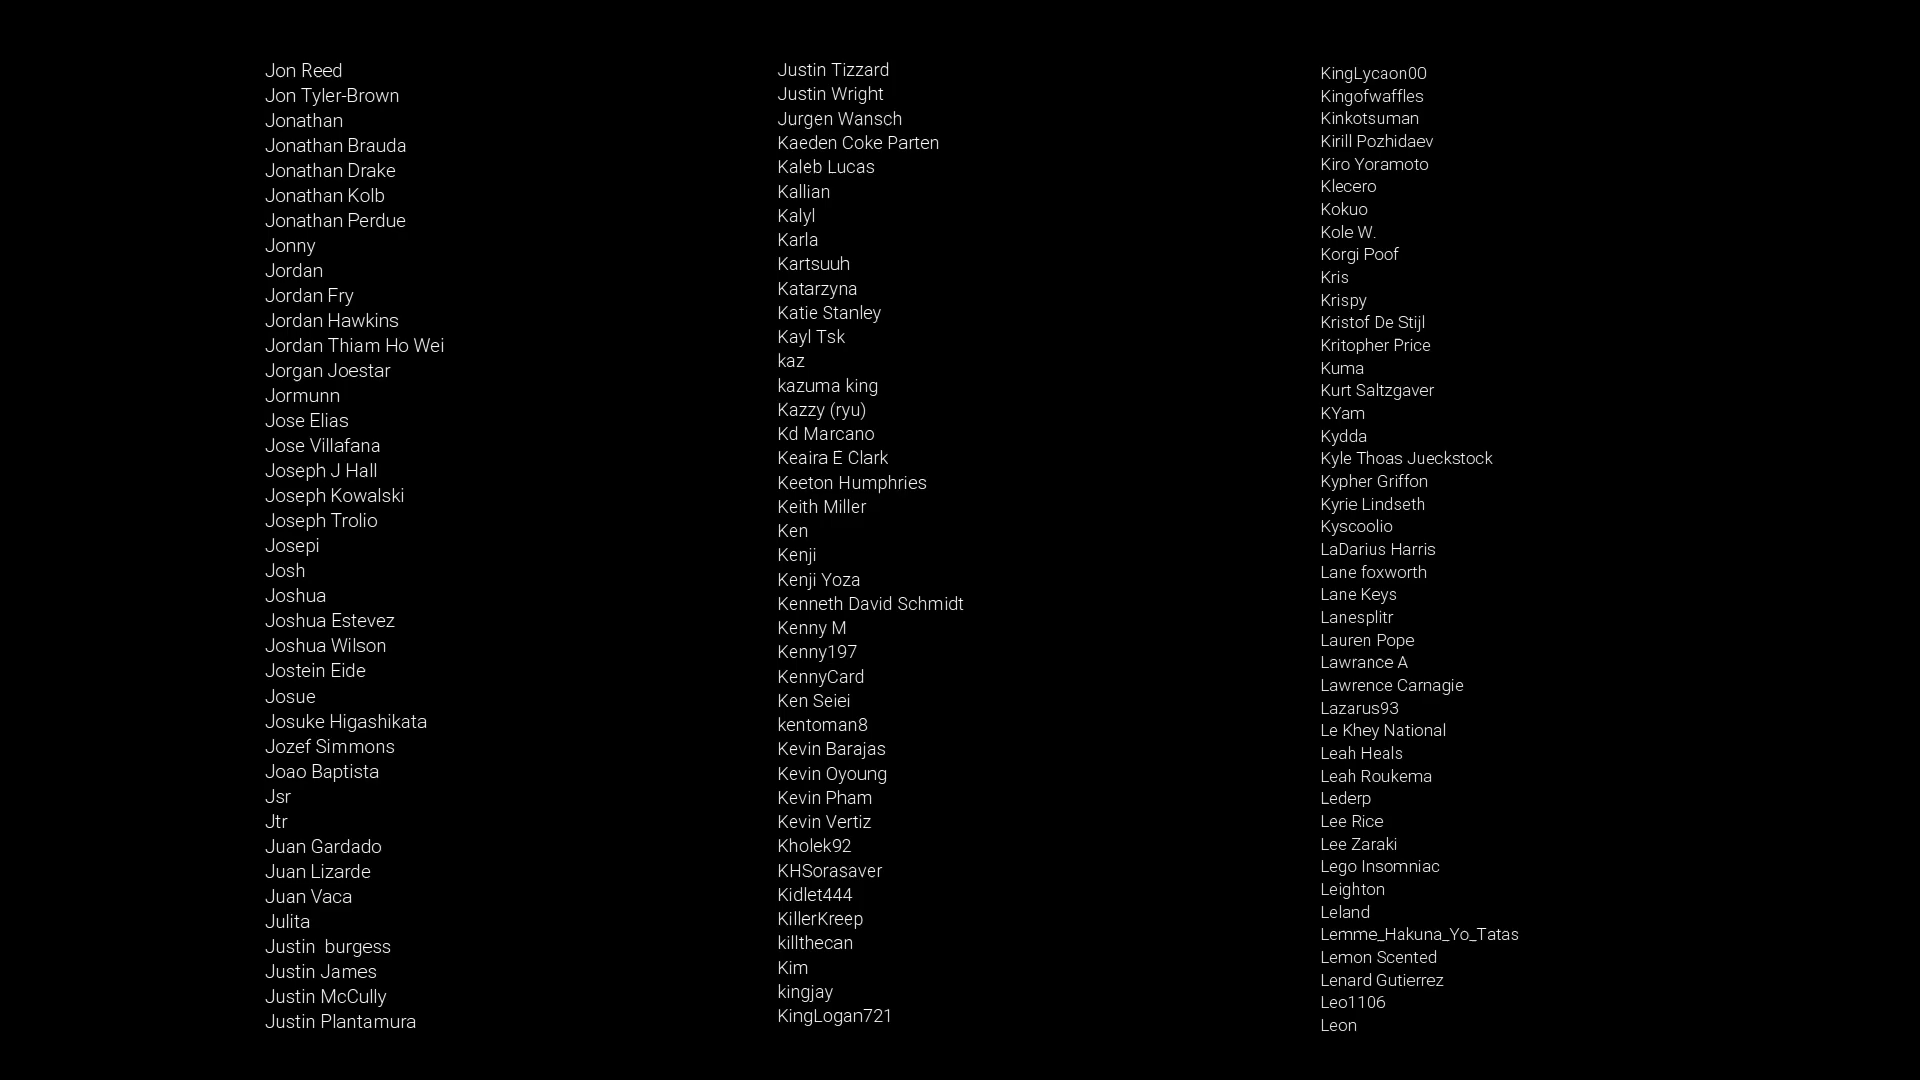 Jon Reed
Jon Tyler-Brown
Jonathan
Jonathan Brauda
Jonathan Drake
Jonathan Kolb
Jonathan Perdue
Jonny
Jordan
Jordan Fry
Jordan Hawkins
Jordan Thiam Ho Wei
Jorgan Joestar
Jormunn
Jose Elias
Jose Villafana
Joseph J Hall
Joseph Kowalski
Joseph Trolio
Josepi
Josh
Joshua
Joshua Estevez
Joshua Wilson
Jostein Eide
Josue
Josuke Higashikata
Jozef Simmons
Joao Baptista
Jsr
Jtr
Juan Gardado
Juan Lizarde
Juan Vaca
Julita
Justin  burgess
Justin James
Justin McCully
Justin Plantamura
Justin Tizzard
Justin Wright
Jurgen Wansch
Kaeden Coke Parten
Kaleb Lucas
Kallian
Kalyl
Karla
Kartsuuh
Katarzyna
Katie Stanley
Kayl Tsk
kaz
kazuma king
Kazzy (ryu)
Kd Marcano
Keaira E Clark
Keeton Humphries
Keith Miller
Ken
Kenji
Kenji Yoza
Kenneth David Schmidt
Kenny M
Kenny197
KennyCard
Ken Seiei
kentoman8
Kevin Barajas
Kevin Oyoung
Kevin Pham
Kevin Vertiz
Kholek92
KHSorasaver
Kidlet444
KillerKreep
killthecan
Kim
kingjay
KingLogan721
KingLycaon00
Kingofwaffles
Kinkotsuman
Kirill Pozhidaev
Kiro Yoramoto
Klecero
Kokuo
Kole W.
Korgi Poof
Kris
Krispy
Kristof De Stijl
Kritopher Price
Kuma
Kurt Saltzgaver
KYam
Kydda
Kyle Thoas Jueckstock
Kypher Griffon
Kyrie Lindseth
Kyscoolio
LaDarius Harris
Lane foxworth
Lane Keys
Lanesplitr
Lauren Pope
Lawrance A
Lawrence Carnagie
Lazarus93
Le Khey National
Leah Heals
Leah Roukema
Lederp
Lee Rice
Lee Zaraki
Lego Insomniac
Leighton
Leland
Lemme_Hakuna_Yo_Tatas
Lemon Scented
Lenard Gutierrez
Leo1106
Leon